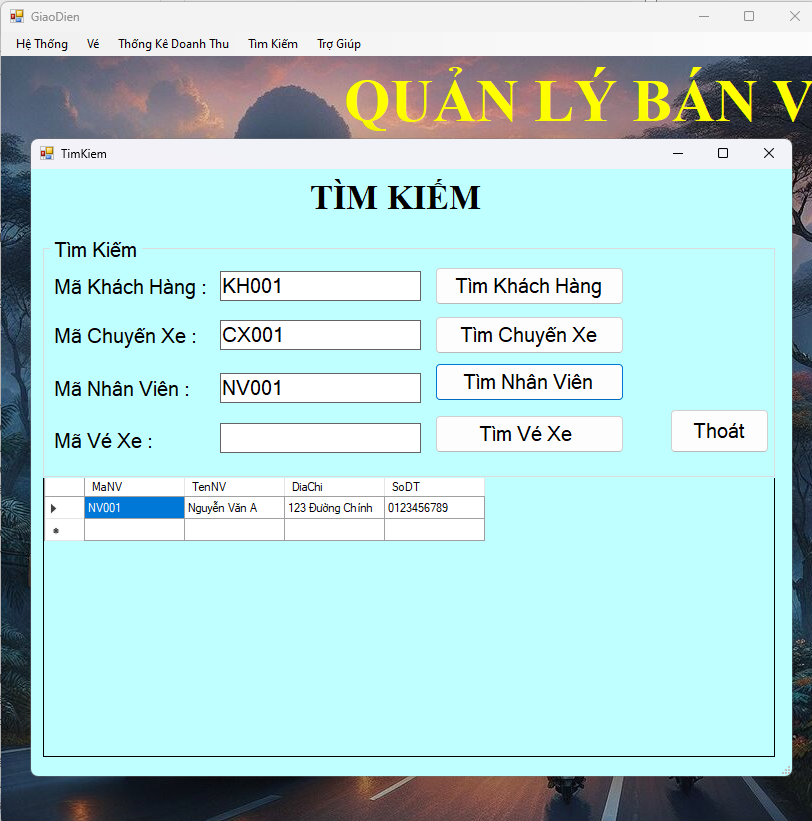 GiaoDien
Hệ Thống Vé Thống Kê Doanh Thu Tìm Kiếm Trợ Giúp
QUẢN LÝ BÁN V
TimKiem
TÌM KIẾM
Tìm Kiếm
Mã Khách Hàng : KH001 Tìm Khách Hàng
Mã Chuyến Xe : CX001 Tìm Chuyến Xe
Mã Nhân Viên : NV001 Tìm Nhân Viên
Mã Vé Xe : Tìm Vé Xe Thoát
MaNV TenNV DiaChi SoDT
NV001 Nguyễn Văn A 123 Đường Chính 0123456789